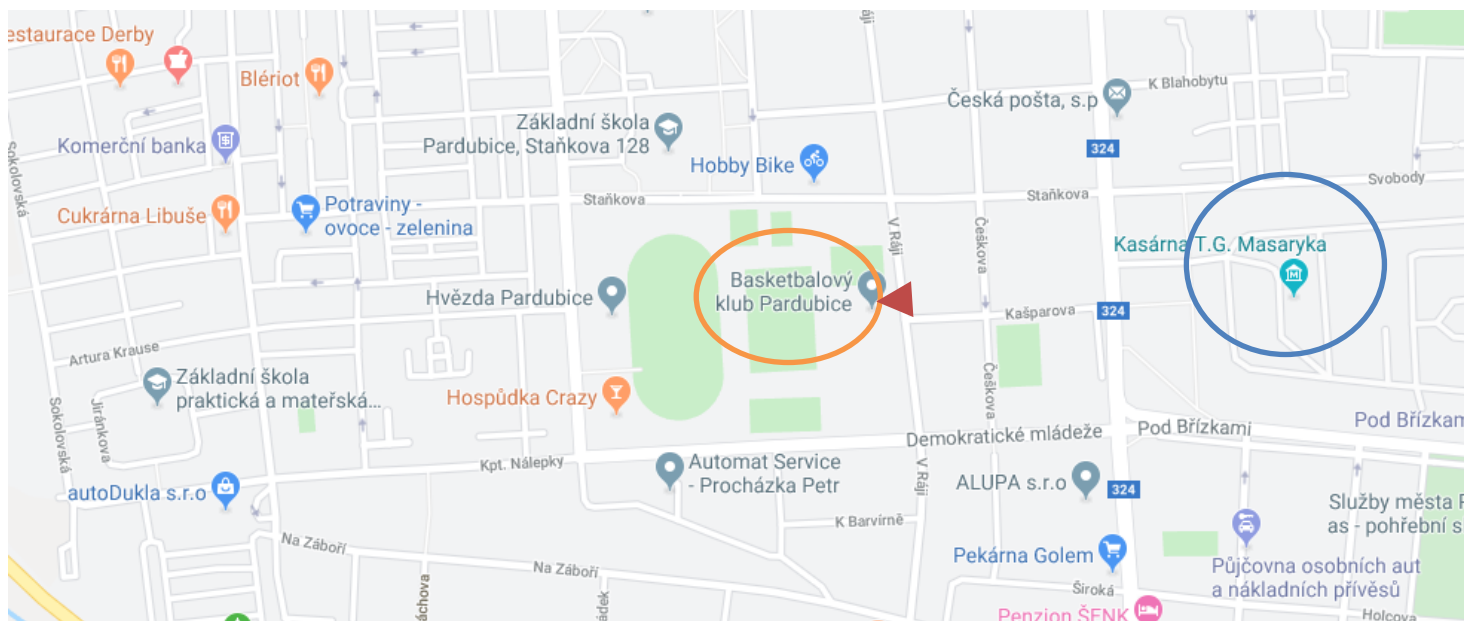 estaurace Derby
Blériot
Česká pošta, s.p
K Blahobytu
Základní škola
Pardubice, Staňkova 128
Komerční banka
324
Hobby Bike
Sokolovská
Svobody
Staňkova
Staňkova
Cukrárna Libuše
Potraviny -
ovoce - zelenina
V Ráji
Češkova
Kasárna T.G. Masaryka
Basketbalový
klub Pardubice
Hvězda Pardubice
Kašparova
324
Artura Krause
Základní škola
praktická a mateřská...
Jiránkova
Sokolovská
Hospůdka Crazy
Češkova
Pod Břízkam
Pod Břízkami
Demokratické mládeže
Kpt. Nálepky
Automat Service
- Procházka Petr
V Ráji
autoDukla s.r.o
ALUPA s.r.o
324
Služby města P
as - pohřební s
K Barvírně
Na Záboří
Na Záboří
Pekárna Golem
Půjčovna osobních aut
a nákladních přívěsů
Široká
Penzion ŠENK
Holcova
áchova
ádek